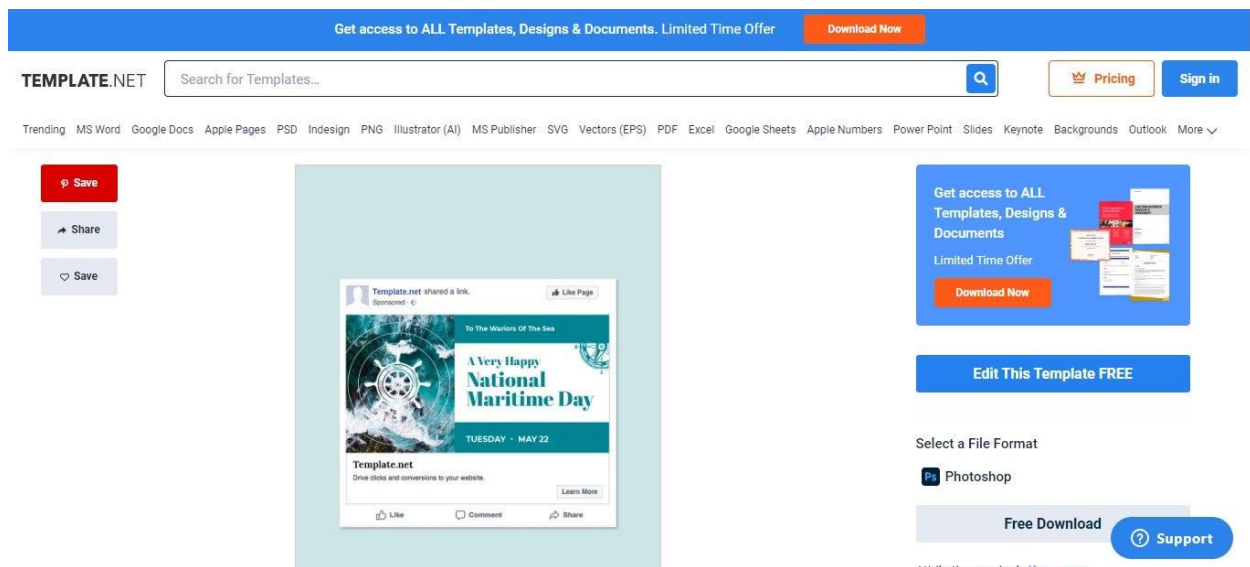 Get access to ALL Templates, Designs & Documents. Limited Time Offer
Download Now
TEMPLATE.NET
Search for Templates...
Pricing
Sign in
Trending MS Word Google Docs Apple Pages PSD Indesign PNG Illustrator (AI) MS Publisher SVG Vectors (EPS) PDF Excel Google Sheets Apple Numbers Power Point Slides Keynote Backgrounds Outlook More
Save
Share
Save
Template.net shared a link.
Sponsored
Like Page
To The Wariors Of The Sea
A Very Happy
National
Maritime Day
TUESDAY - MAY 22
Template.net
Drive clicks and conversions to your website.
Learn More
Like Comment Share
Get access to ALL
Templates, Designs &
Documents
Limited Time Offer
Download Now
Edit This Template FREE
Select a File Format
Ps Photoshop
Free Download
Support